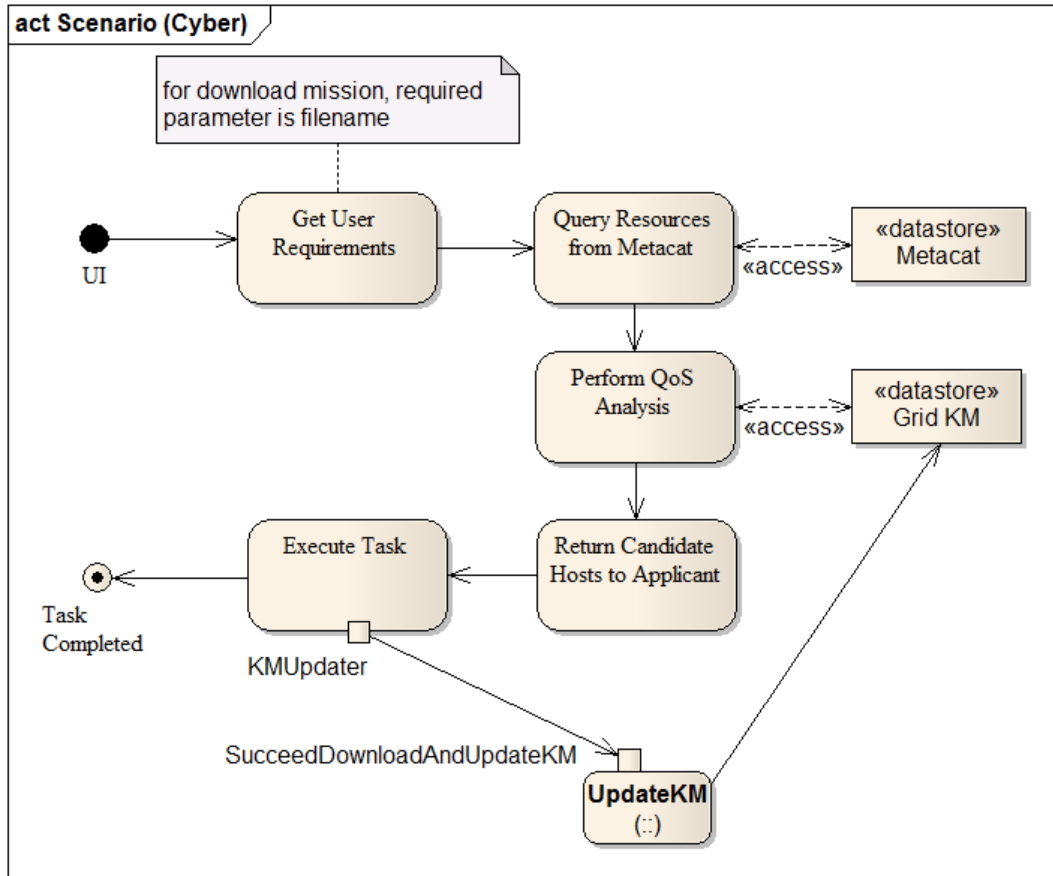 act Scenario (Cyber)
for download mission, required
parameter is filename
Get User
Requirements
Query Resources
from Metacat
«datastore»
Metacat
«access»
UI
Perform QoS
Analysis
«datastore»
Grid KM
«access»
Execute Task
Return Candidate
Hosts to Applicant
Task
Completed
KMUpdater
SucceedDownloadAndUpdateKM
UpdateKM
(::)